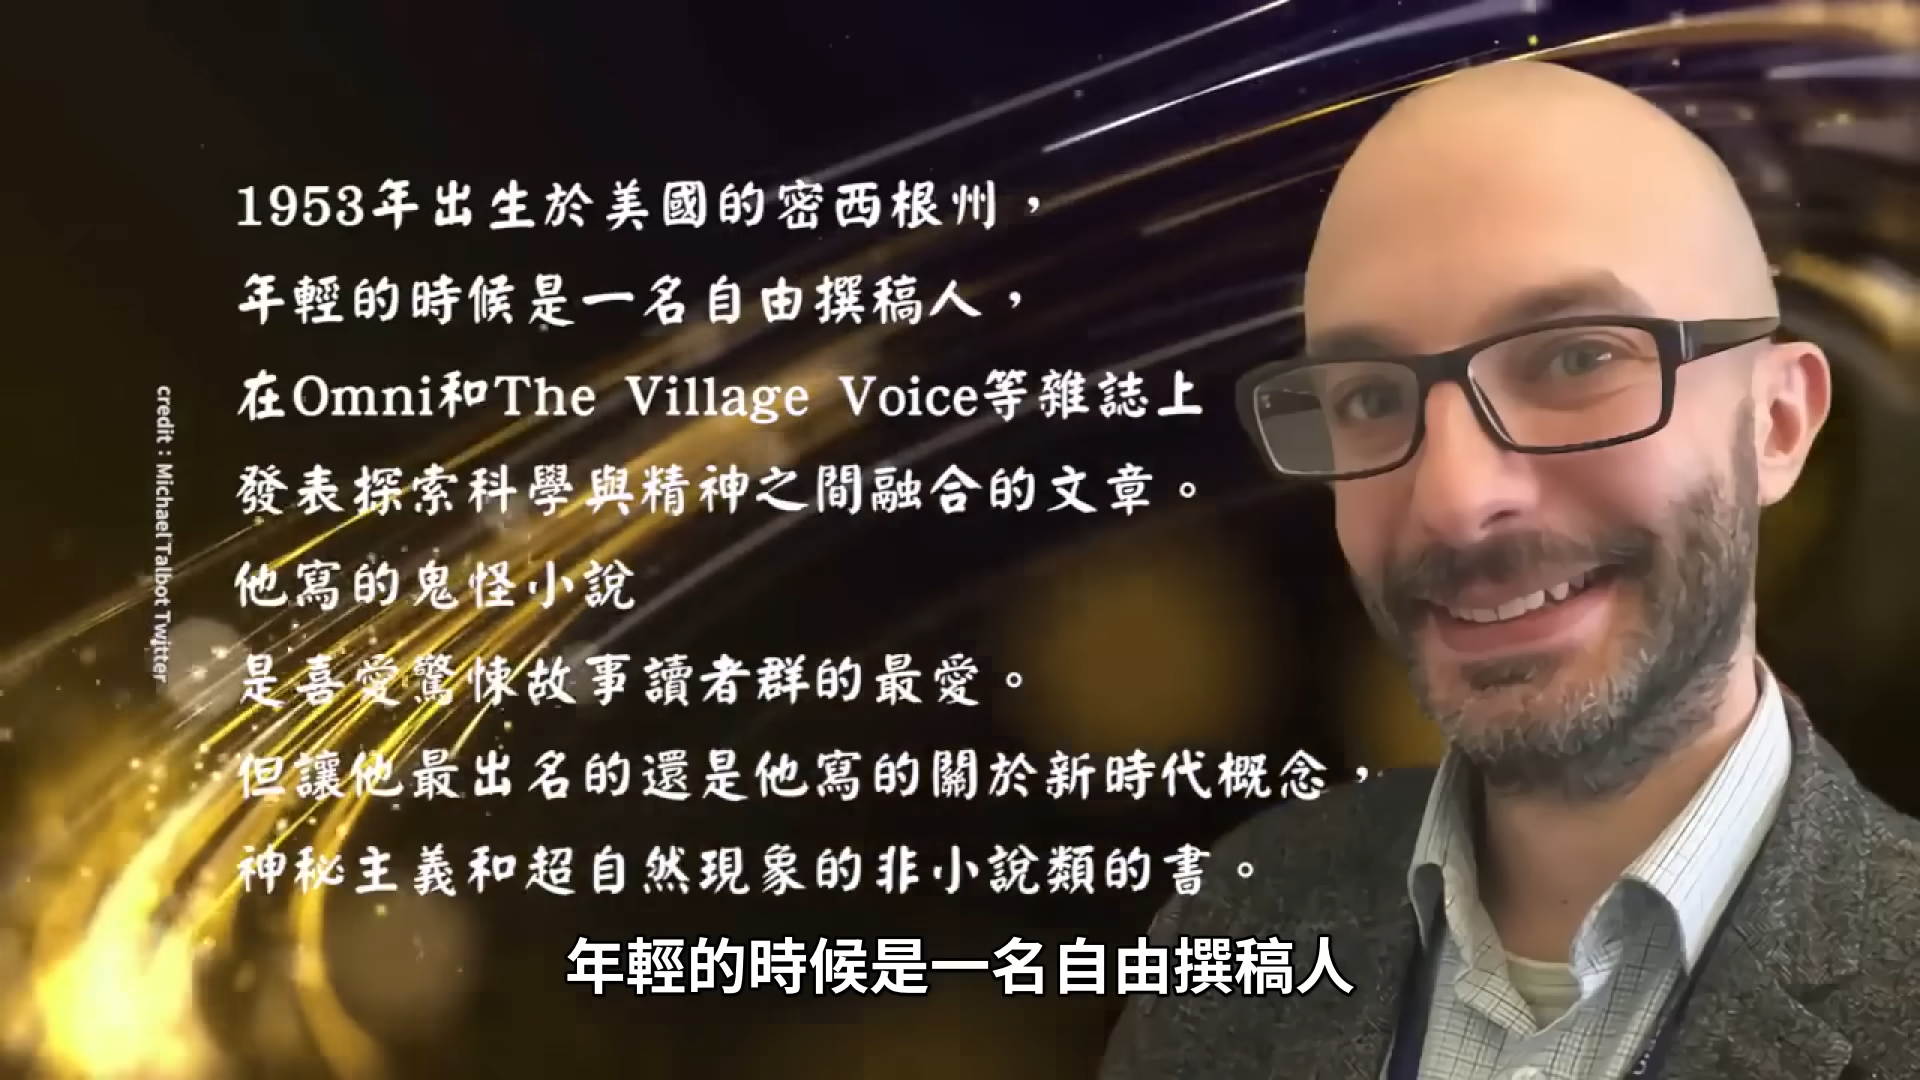 1953年出生於美國的密西根州，
年輕的時候是一名自由撰稿人，
在Omni和The Village Voice等雜誌上
發表探索科學與精神之間融合的文章。
他寫的鬼怪小說
是喜愛驚悚故事讀者群的最愛。
但讓他最出名的還是他寫的關於新時代概念，
神秘主義和超自然現象的非小說類的書。
credit：Michael Talbot Twitter
年輕的時候是一名自由撰稿人